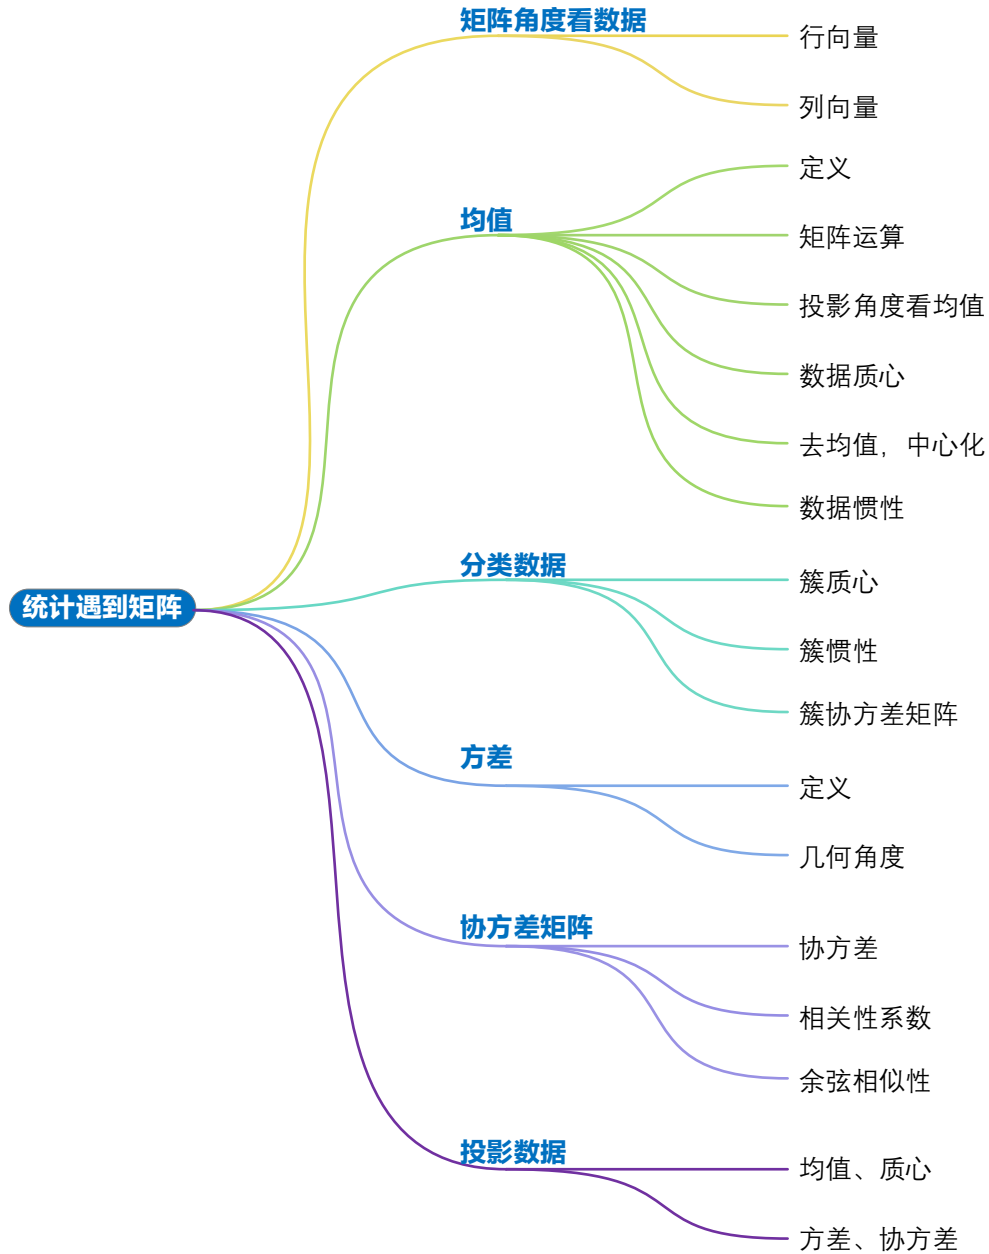 统计遇到矩阵
矩阵角度看数据
行向量
列向量
均值
定义
矩阵运算
投影角度看均值
数据质心
去均值，中心化
数据惯性
分类数据
簇质心
簇惯性
簇协方差矩阵
方差
定义
几何角度
协方差矩阵
协方差
相关性系数
余弦相似性
投影数据
均值、质心
方差、协方差